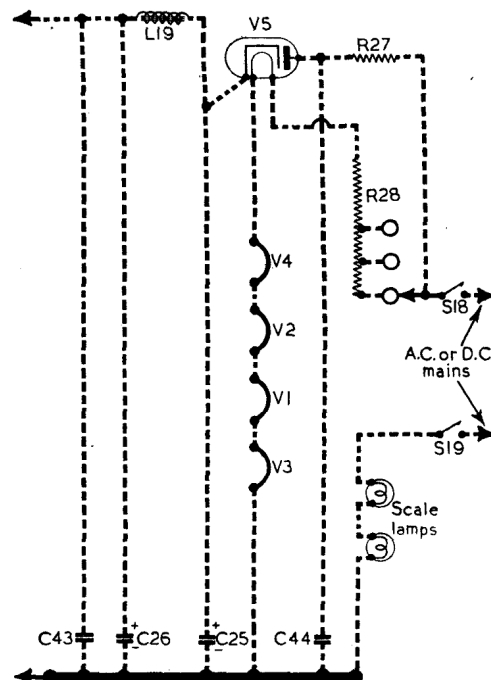 V5
L19
R27
R28
V4
S18
V2
A.C. or D.C.
mains
V1
S19
V3
Scale
lamps
C43
+
C26
-
+
C25
-
C44